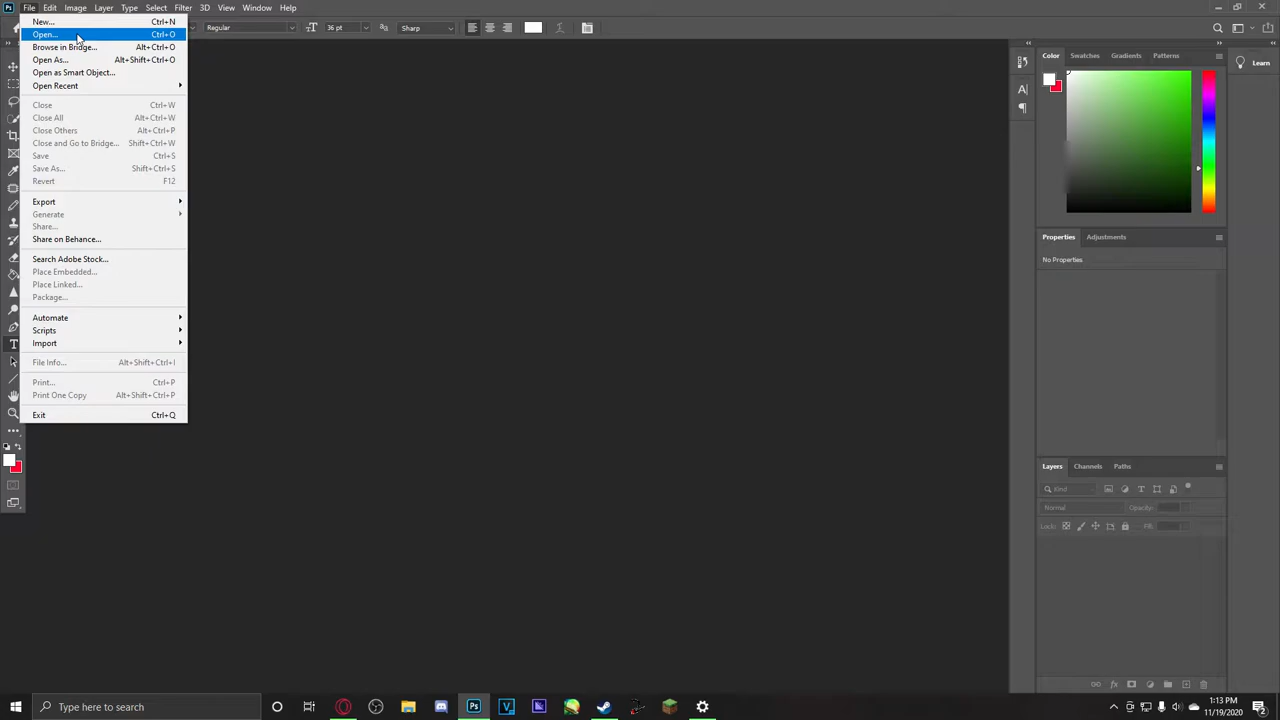 Ps File Edit Image Layer Type Select Filter 3D View Window Help
Regular 36 pt Sharp
New... Ctrl+N
Open... Ctrl+O
Browse in Bridge... Alt+Ctrl+O
Open As... Alt+Shift+Ctrl+O
Open as Smart Object...
Open Recent
Close Ctrl+W
Close All Alt+Ctrl+W
Close Others Alt+Ctrl+P
Close and Go to Bridge... Shift+Ctrl+W
Save Ctrl+S
Save As... Shift+Ctrl+S
Revert F12
Export
Generate
Share...
Share on Behance...
Search Adobe Stock...
Place Embedded...
Place Linked...
Package...
Automate
Scripts
Import
File Info... Alt+Shift+Ctrl+I
Print... Ctrl+P
Print One Copy Alt+Shift+Ctrl+P
Exit Ctrl+Q
Color Swatches Gradients Patterns
Learn
Properties Adjustments
No Properties
Layers Channels Paths
Kind
Normal Opacity:
Lock: Fill:
Type here to search
Ps
1:13 PM
11/19/2020